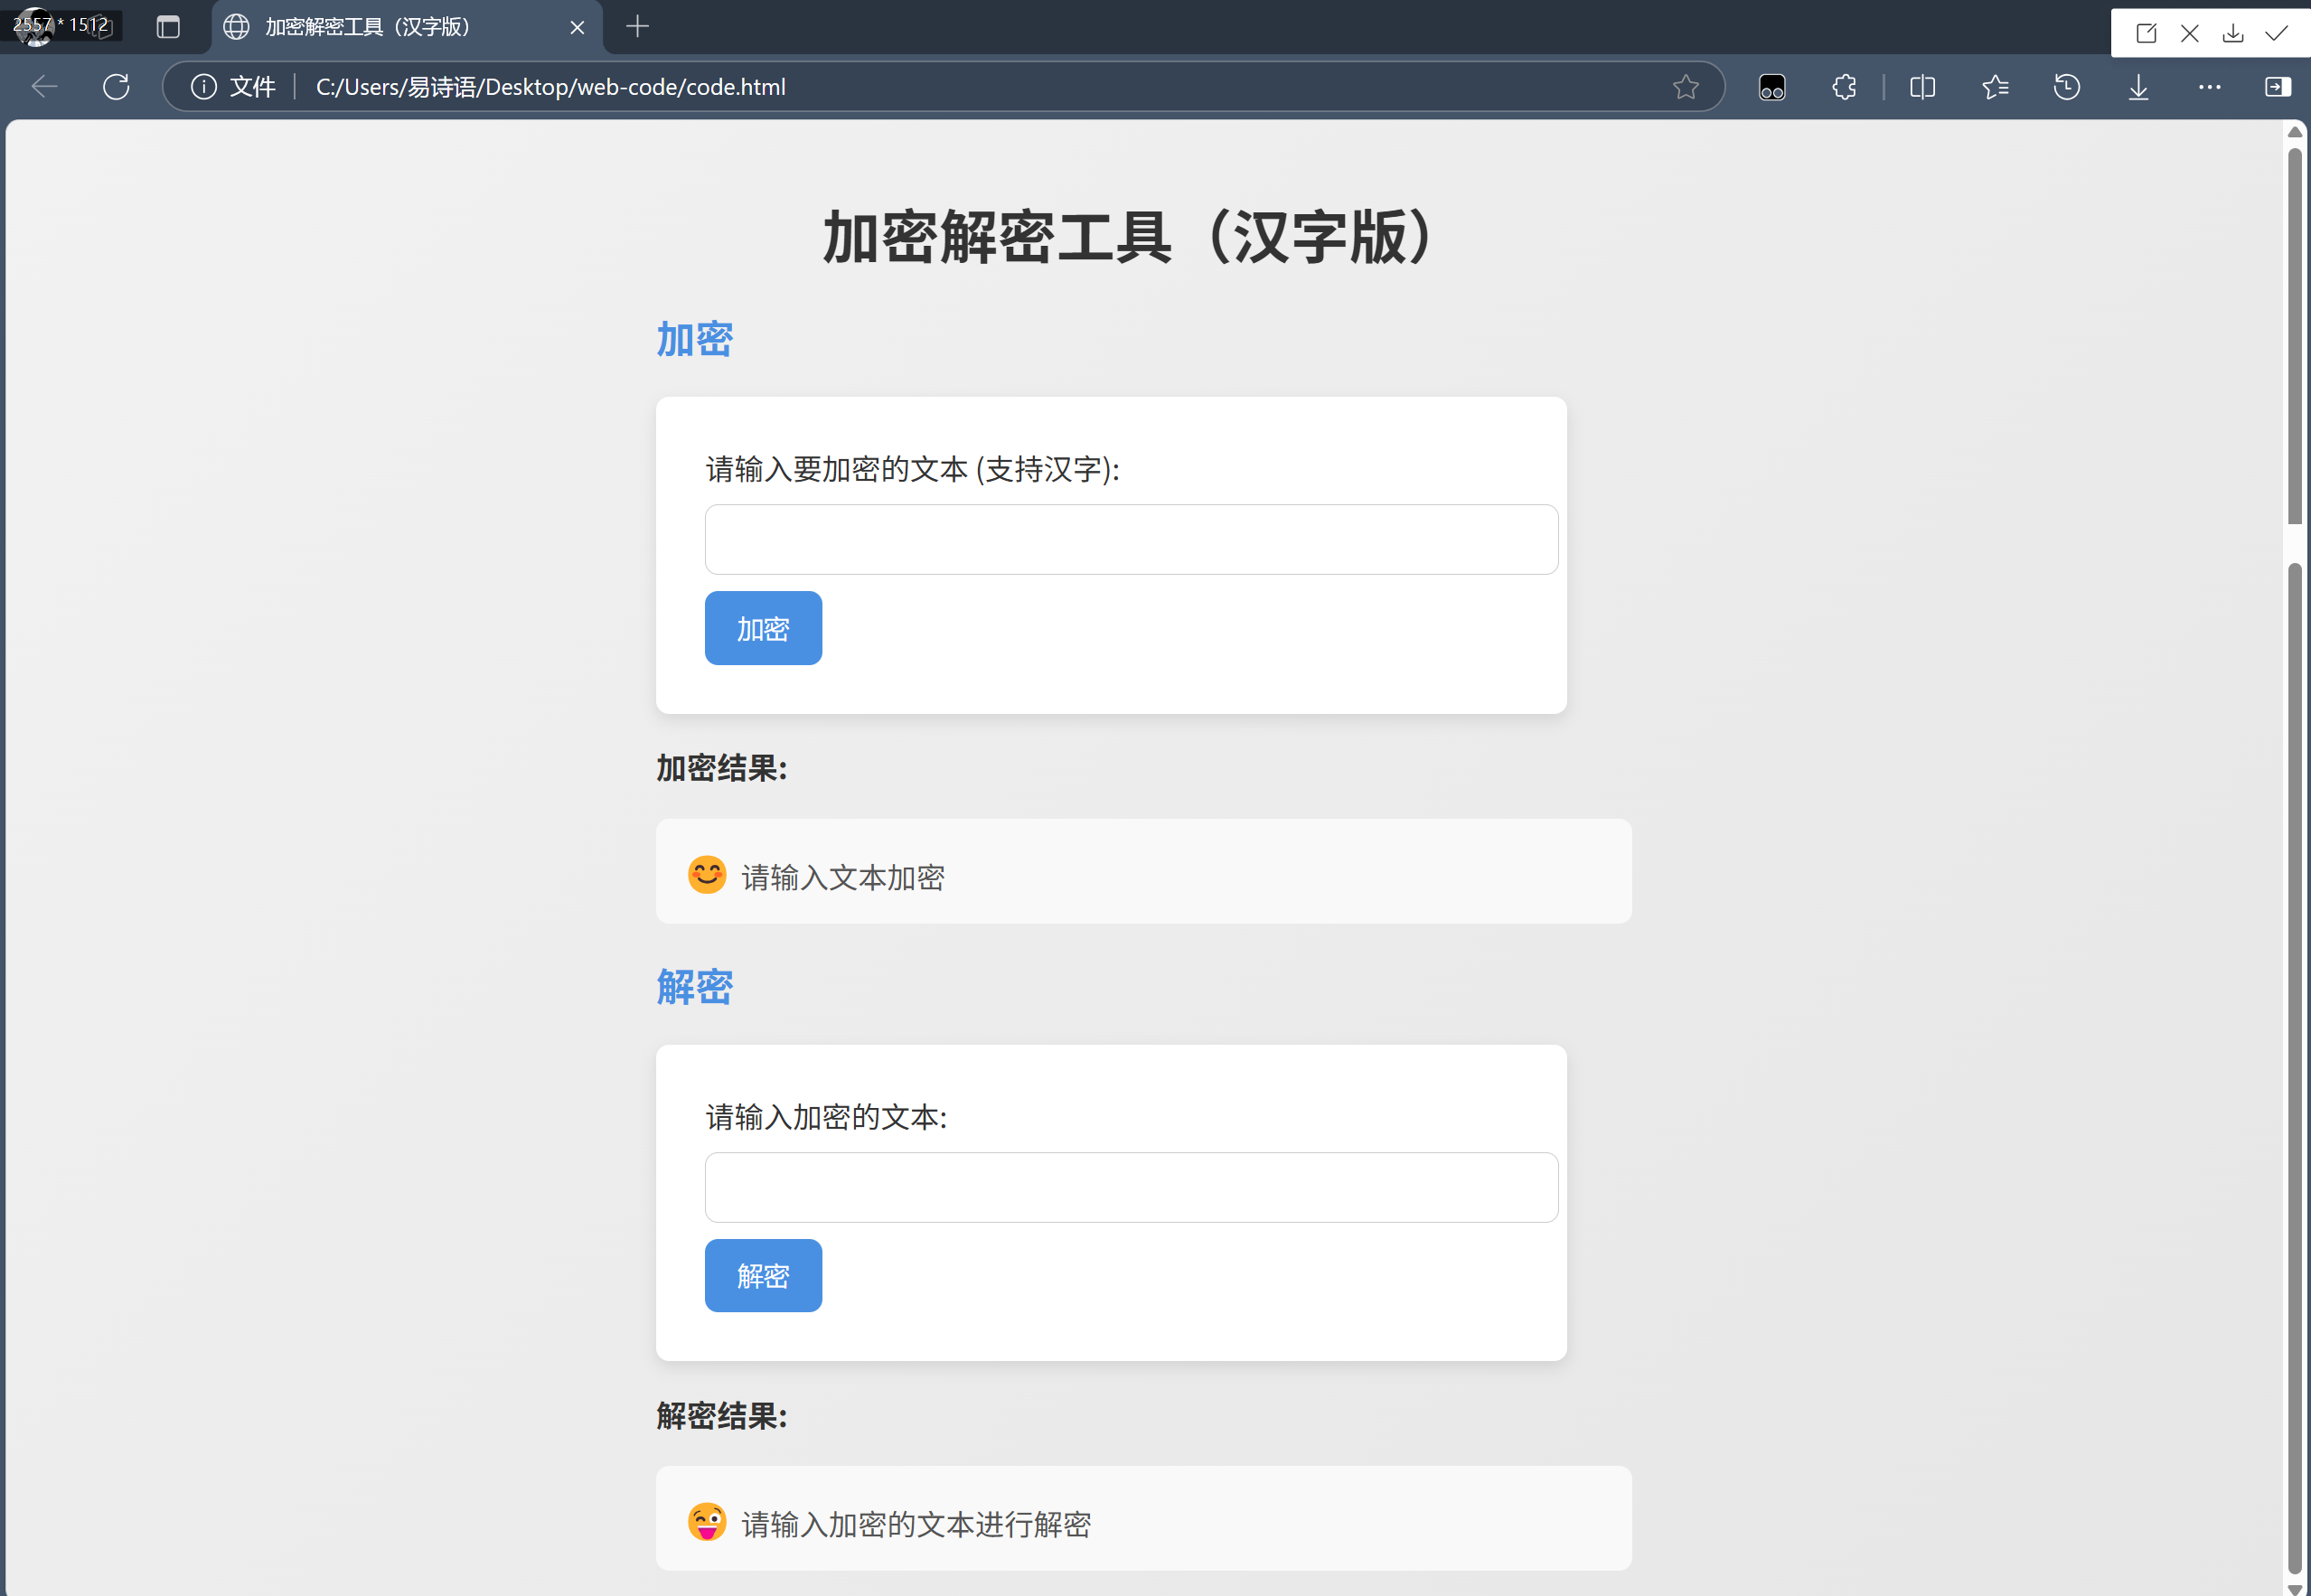 2557 * 1512
加密解密工具（汉字版）
文件
C:/Users/易诗语/Desktop/web-code/code.html
加密解密工具（汉字版）
加密
请输入要加密的文本 (支持汉字):
加密
加密结果:
😊 请输入文本加密
解密
请输入加密的文本:
解密
解密结果:
😜 请输入加密的文本进行解密